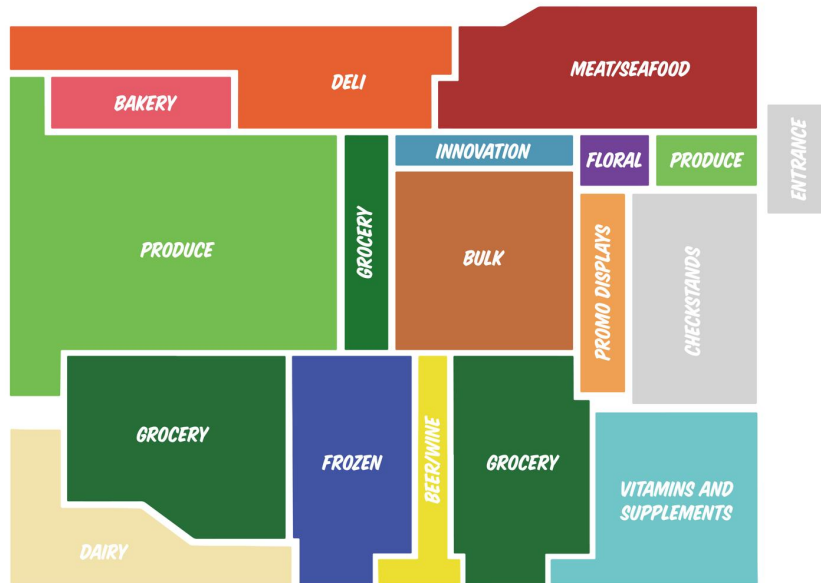 MEAT/SEAFOOD
DELI
BAKERY
INNOVATION
FLORAL
PRODUCE
ENTRANCE
PRODUCE
GROCERY
BULK
PROMO DISPLAYS
CHECKSTANDS
GROCERY
FROZEN
BEER/WINE
GROCERY
VITAMINS AND
SUPPLEMENTS
DAIRY